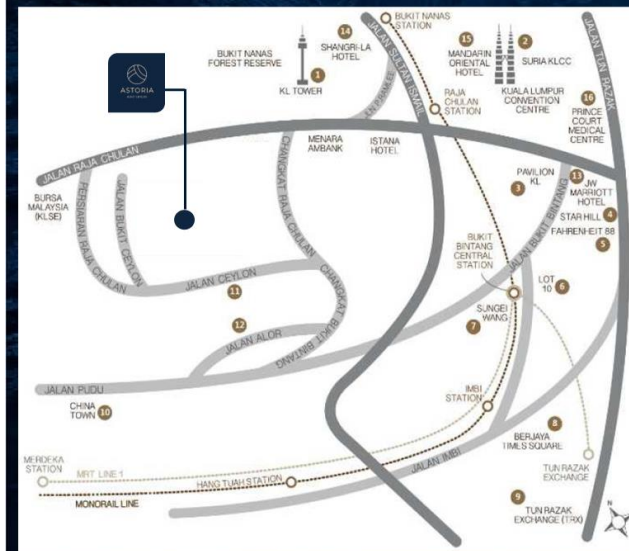 BUKIT NANAS
STATION
14
SHANGRI-LA
HOTEL
BUKIT NANAS
FOREST RESERVE
1
KL TOWER
JALAN SULTAN ISMAIL
JLN P.RAMLEE
15
MANDARIN
ORIENTAL
HOTEL
2
SURIA KLCC
KUALA LUMPUR
CONVENTION
CENTRE
JALAN TUN RAZAK
16
PRINCE
COURT
MEDICAL
CENTRE
RAJA
CHULAN
STATION
ASTORIA
MENARA
AMBANK
ISTANA
HOTEL
JALAN RAJA CHULAN
BURSA
MALAYSIA
(KLSE)
PERSIARAN RAJA CHULAN
JALAN BUKIT CEYLON
CHANGKAT RAJA CHULAN
PAVILION
KL
3
13
JW
MARRIOTT
HOTEL
STAR HILL 4
FAHRENHEIT 88
5
JALAN BUKIT BINTANG
BUKIT
BINTANG
CENTRAL
STATION
JALAN CEYLON
11
CHANGKAT BUKIT BINTANG
LOT
10
6
SUNGEI
WANG
7
12
JALAN ALOR
JALAN PUDU
CHINA
TOWN
10
IMBI
STATION
8
BERJAYA
TIMES SQUARE
JALAN IMBI
TUN RAZAK
EXCHANGE
MERDEKA
STATION
MRT LINE 1
HANG TUAH STATION
MONORAIL LINE
9
TUN RAZAK
EXCHANGE (TRX)
N